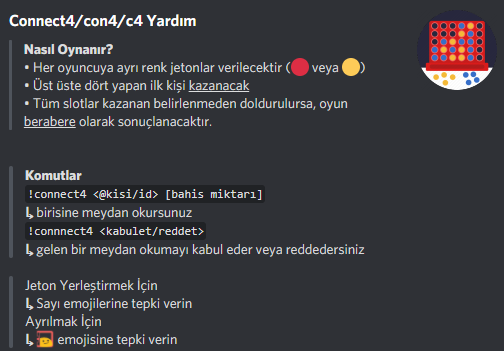 Connect4/con4/c4 Yardım
Nasıl Oynanır?
• Her oyuncuya ayrı renk jetonlar verilecektir (🔴 veya 🟡)
• Üst üste dört yapan ilk kişi kazanacak
• Tüm slotlar kazanan belirlenmeden doldurulursa, oyun
berabere olarak sonuçlanacaktır.
Komutlar
!connect4 <@kisi/id> [bahis miktarı]
↳ birisine meydan okursunuz
!connnect4 <kabulet/reddet>
↳ gelen bir meydan okumayı kabul eder veya reddedersiniz
Jeton Yerleştirmek İçin
↳ Sayı emojilerine tepki verin
Ayrılmak İçin
↳ emojisine tepki verin